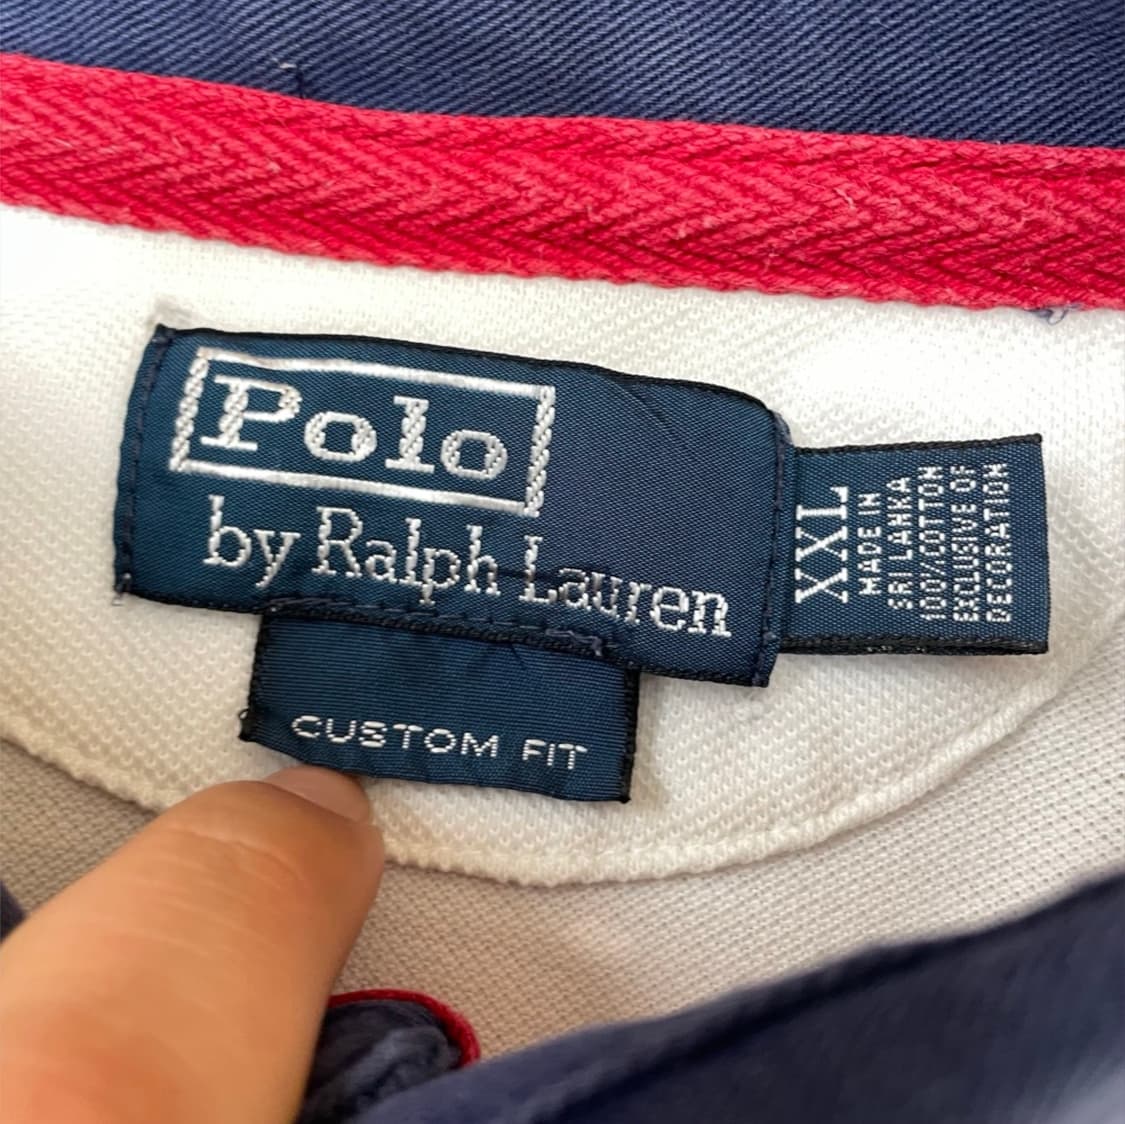 Polo
by Ralph Lauren
XXL
MADE IN
SRI LANKA
100%COTTON
EXCLUSIVE OF
DECORATION
CUSTOM FIT